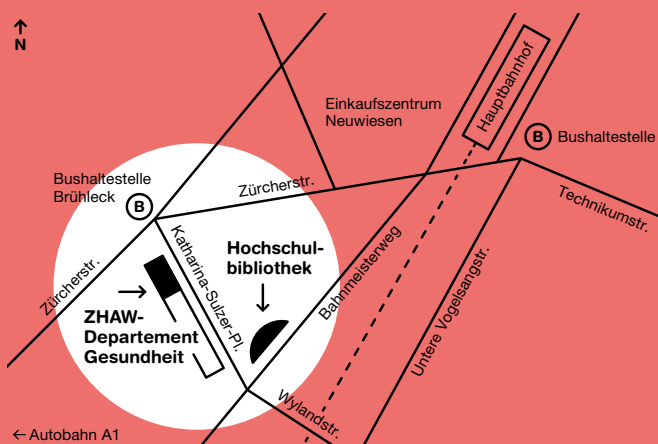 N
Einkaufszentrum
Neuwiesen
Hauptbahnhof
B
Bushaltestelle
Bushaltestelle
Brühleck
B
Zürcherstr.
Technikumstr.
Zürcherstr.
Katharina-Sulzer-Pl.
Hochschul-
bibliothek
Bahnmeisterweg
Untere Vogelsangstr.
ZHAW-
Departement
Gesundheit
Wylandstr.
← Autobahn A1